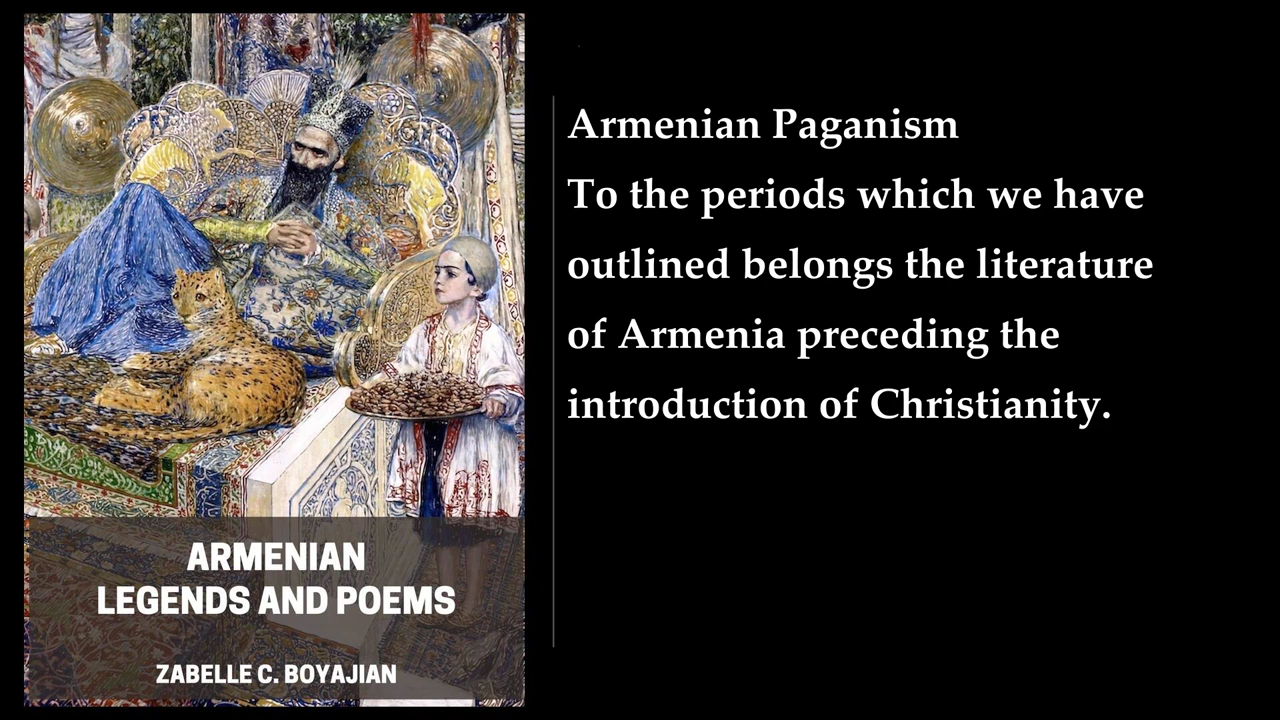 Armenian Paganism
To the periods which we have
outlined belongs the literature
of Armenia preceding the
introduction of Christianity.
ARMENIAN
LEGENDS AND POEMS
ZABELLE C. BOYAJIAN